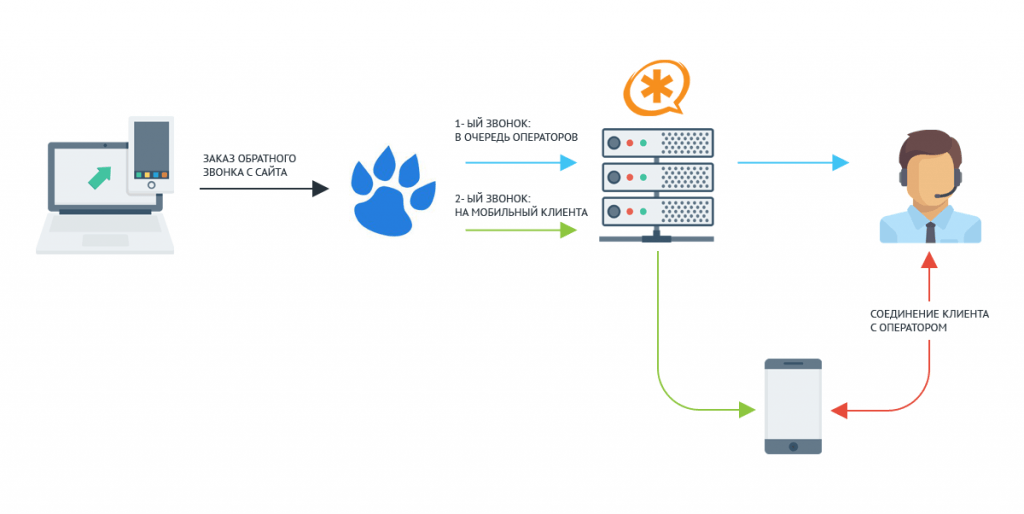 ЗАКАЗ ОБРАТНОГО
ЗВОНКА С САЙТА
1- ЫЙ ЗВОНОК:
В ОЧЕРЕДЬ ОПЕРАТОРОВ
2- ЫЙ ЗВОНОК:
НА МОБИЛЬНЫЙ КЛИЕНТА
СОЕДИНЕНИЕ КЛИЕНТА
С ОПЕРАТОРОМ